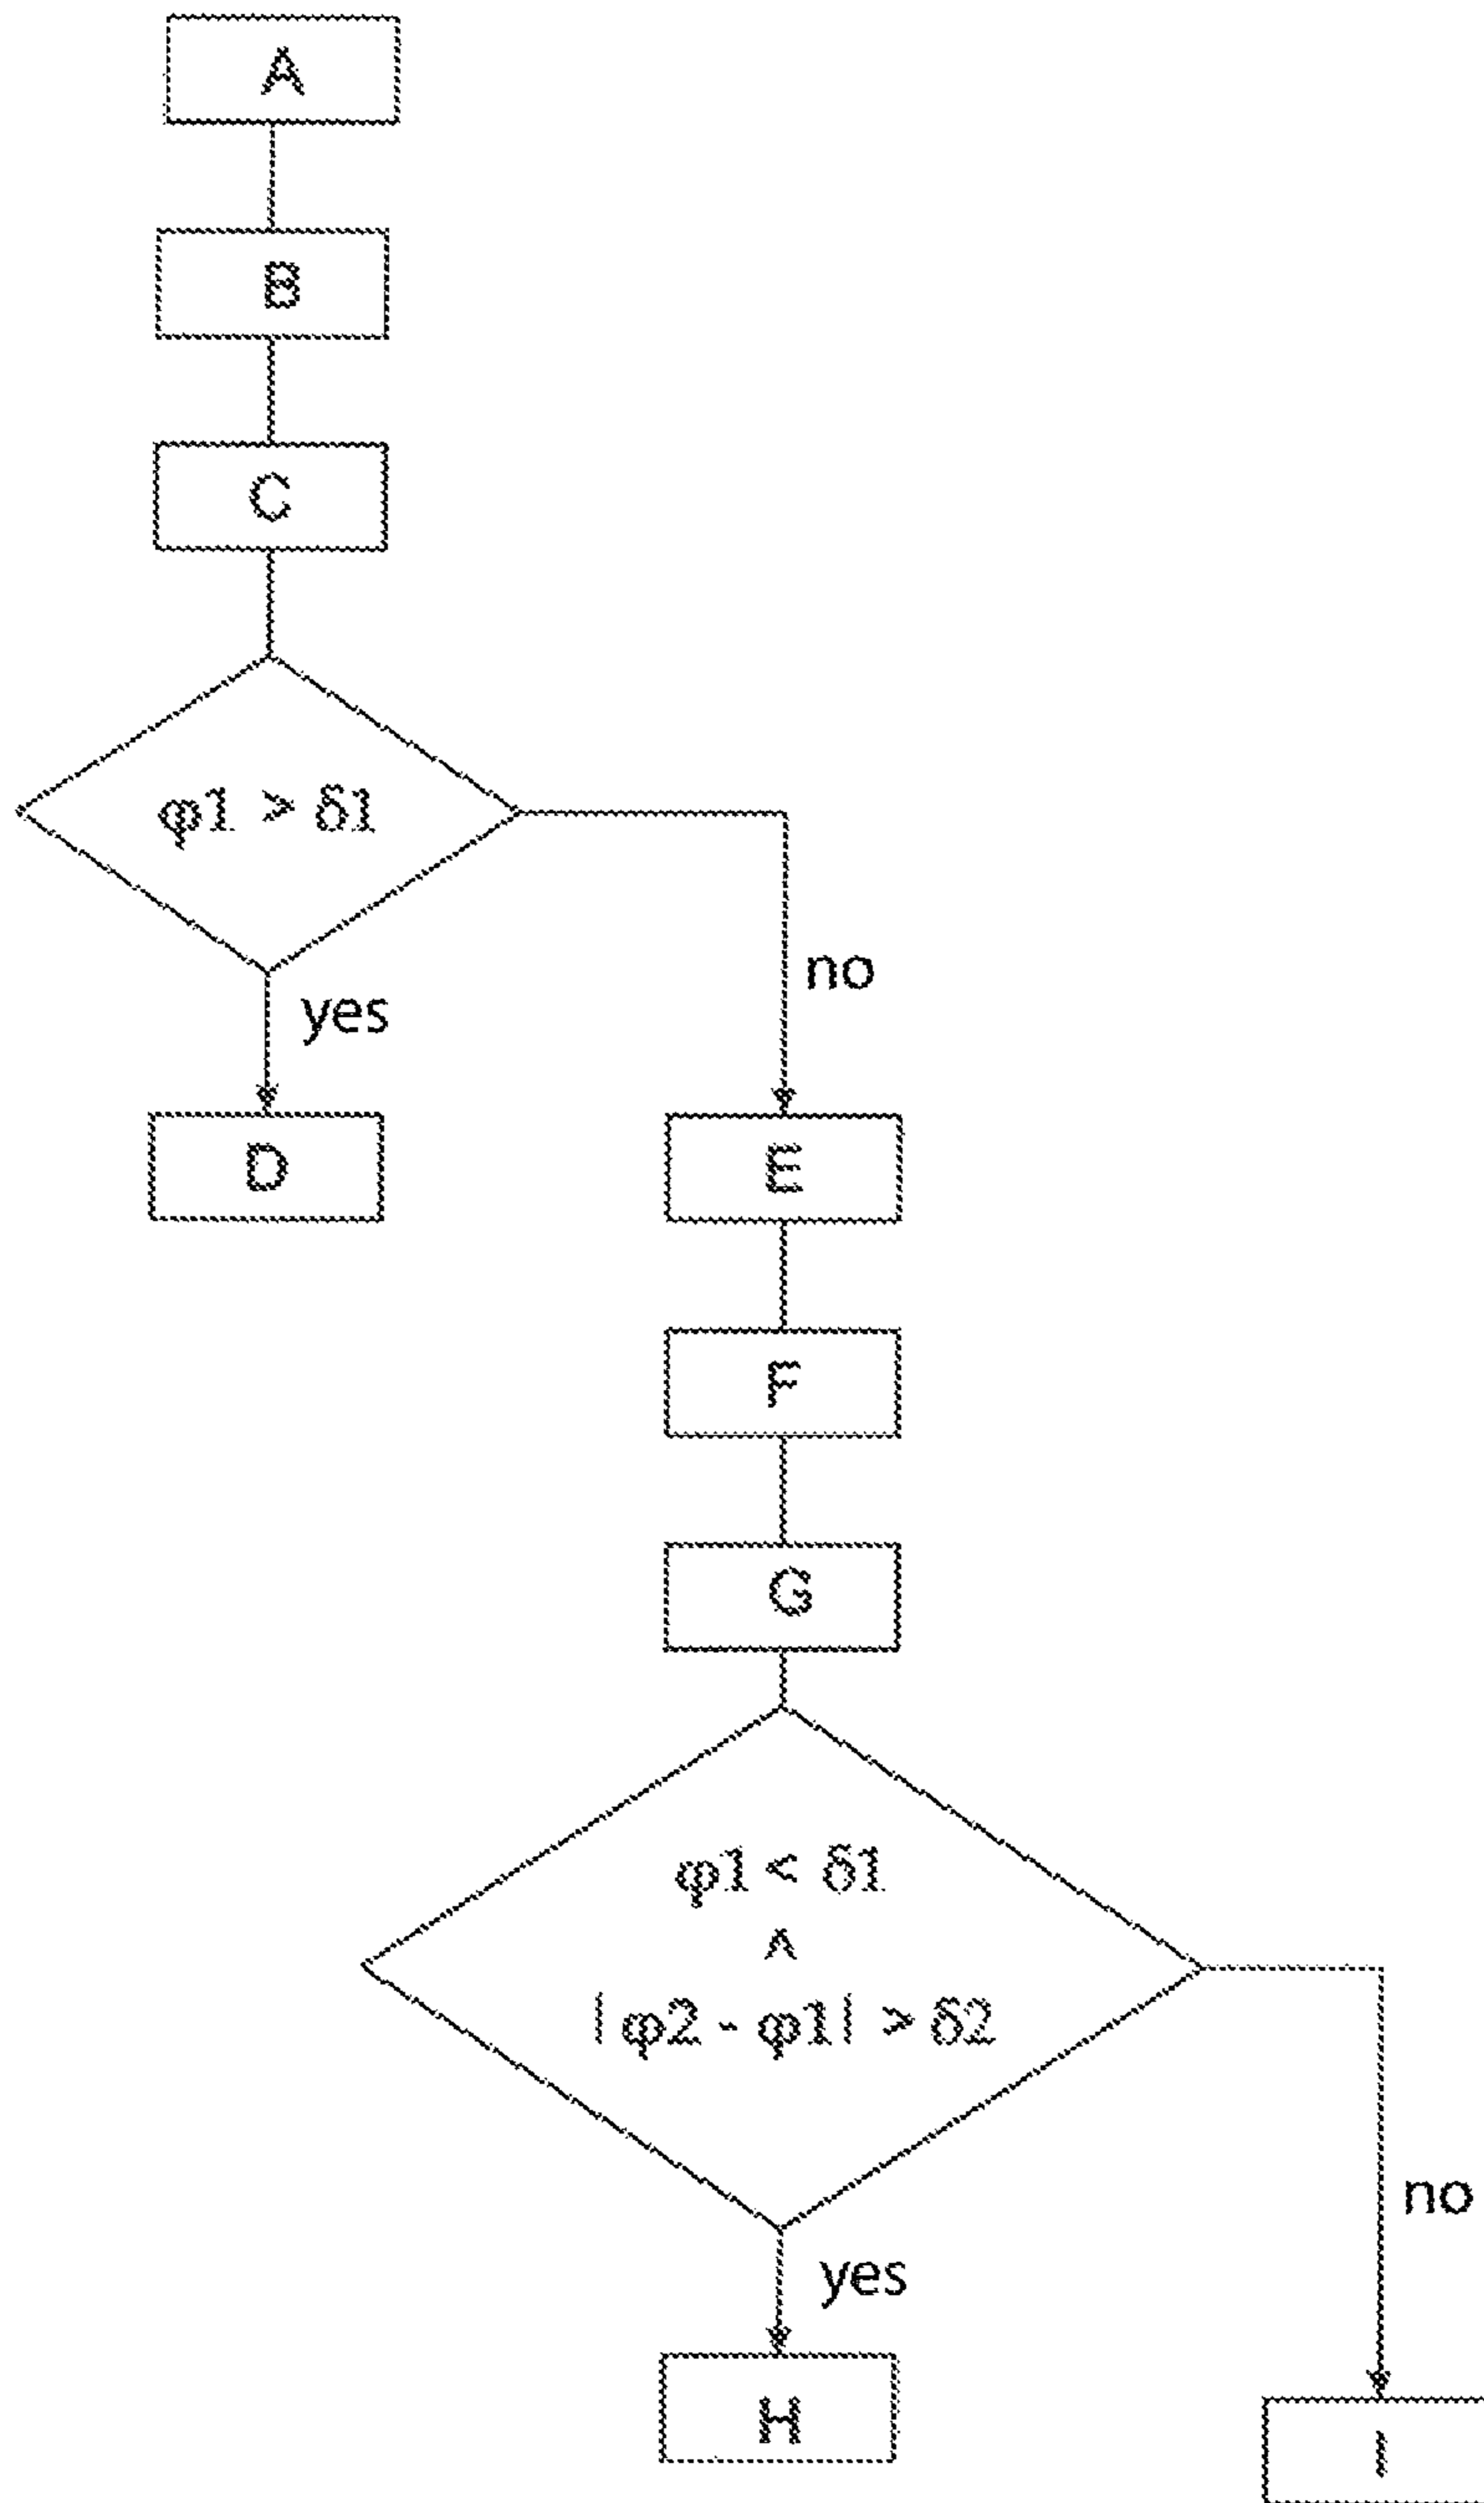 A
B
C
φ1 > δ1
no
yes
D
E
F
G
φ1 < δ1
^
| φ2 - φ1| > δ2
no
yes
H
I